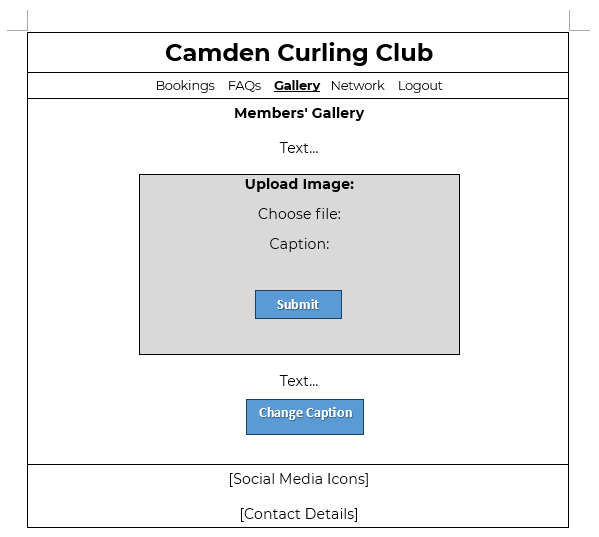 Camden Curling Club
Bookings FAQs Gallery Network Logout
Members' Gallery
Text...
Upload Image:
Choose file:
Caption:
Submit
Text...
Change Caption
[Social Media Icons]
[Contact Details]